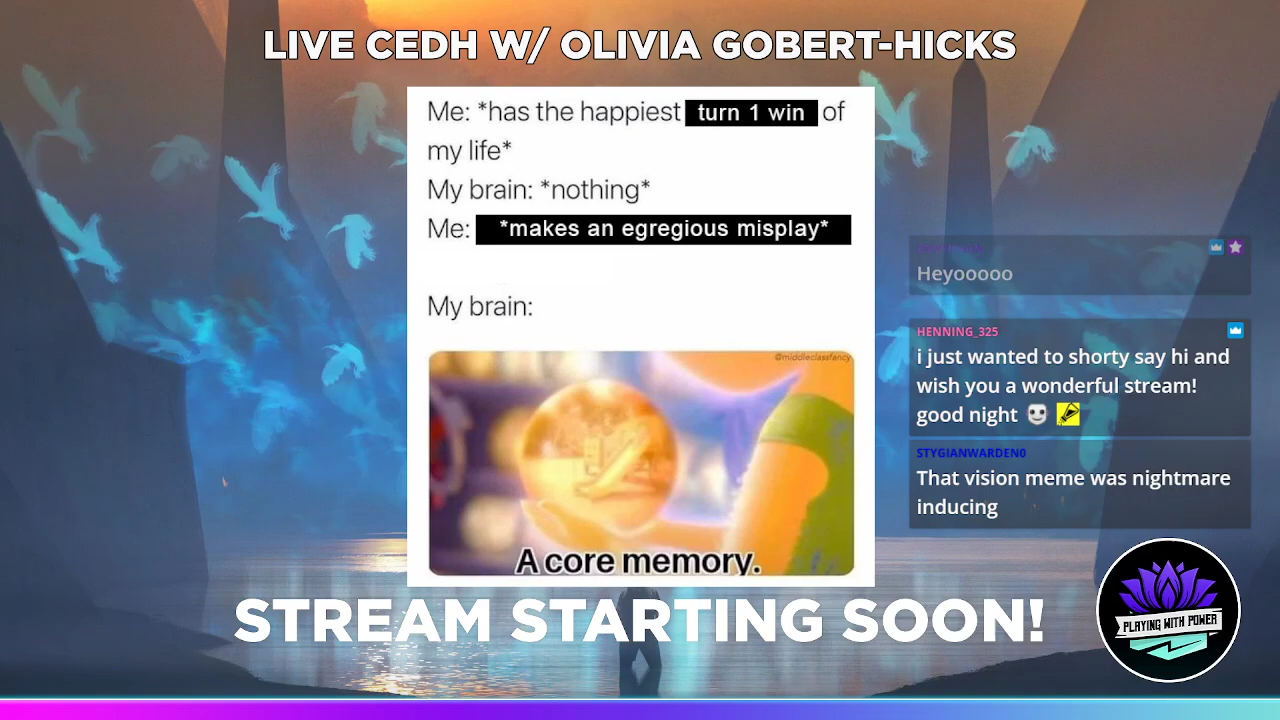 LIVE CEDH W/ OLIVIA GOBERT-HICKS
Me: *has the happiest turn 1 win of
my life*
My brain: *nothing*
Me: *makes an egregious misplay*
My brain:
@middleclassfancy
A core memory.
Heyooooo
HENNING_325
i just wanted to shorty say hi and
wish you a wonderful stream!
good night
STYGIANWARDEN0
That vision meme was nightmare
inducing
STREAM STARTING SOON!
PLAYING WITH POWER